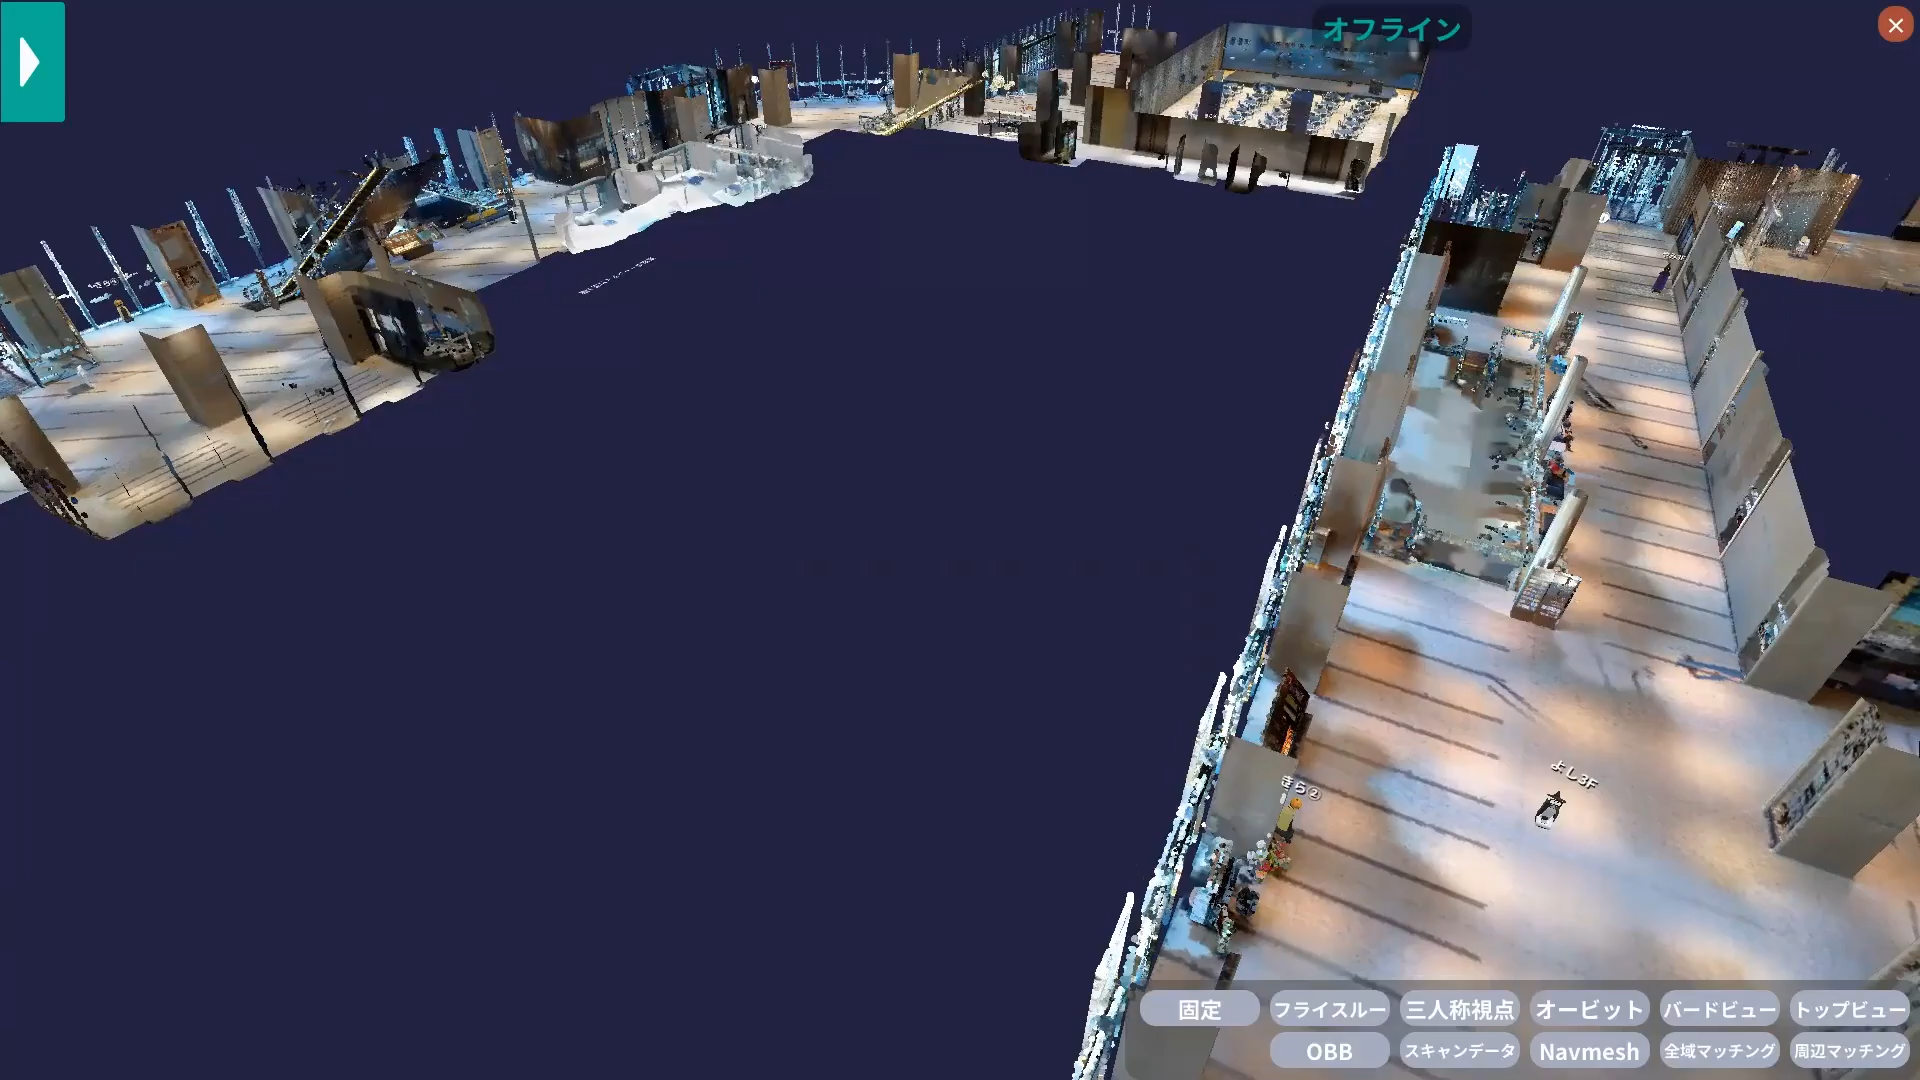 オフライン
よし3F
きら②
固定
フライスルー
三人称視点
オービット
バードビュー
トップビュー
OBB
スキャンデータ
Navmesh
全域マッチング
周辺マッチング